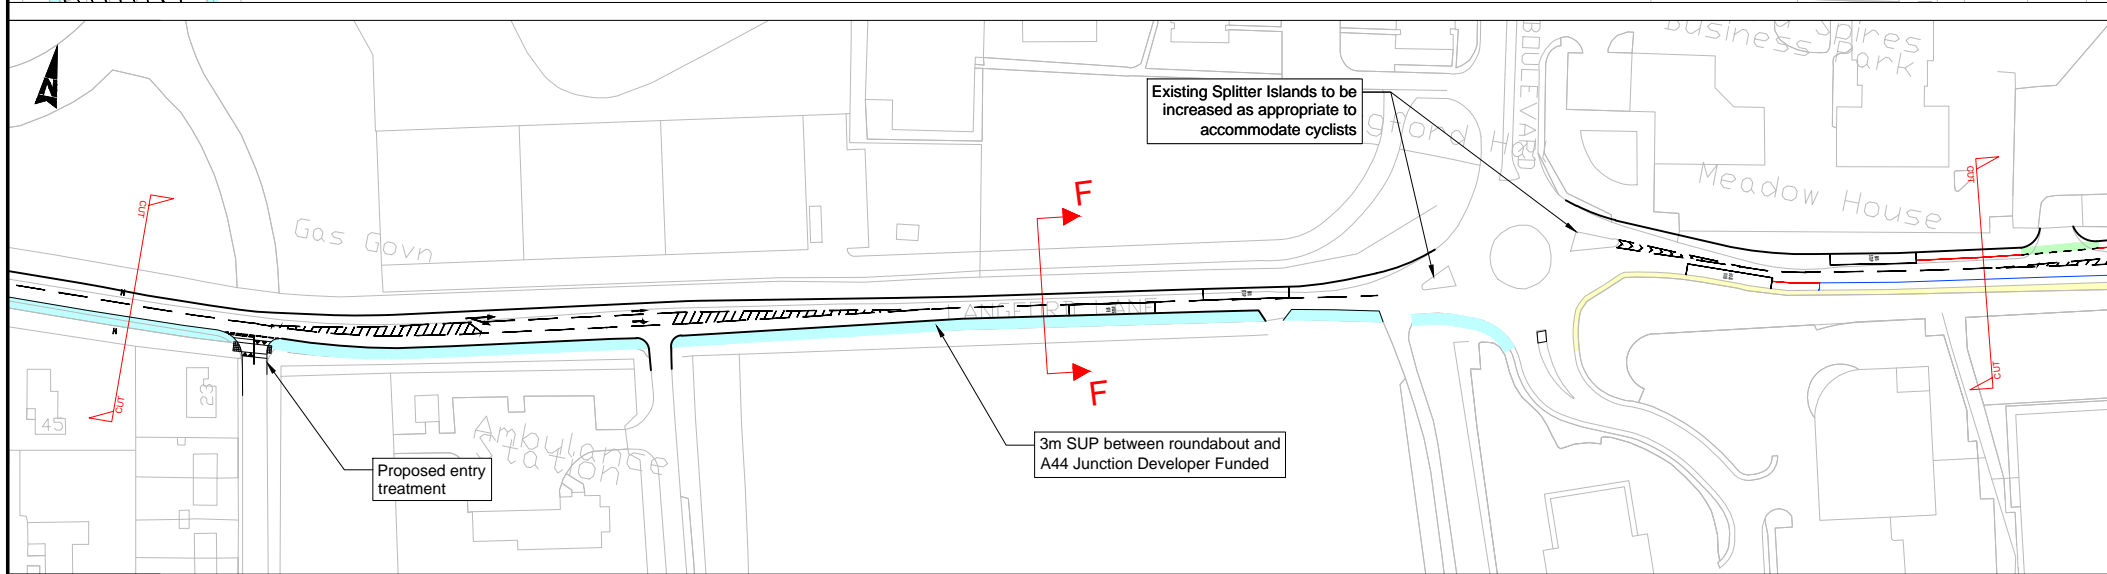 Spires
Business Park
BOULEVARD
Existing Splitter Islands to be
increased as appropriate to
accommodate cyclists
Meadow House
N
CUT
CUT
F
Gas Govn
LANGFORD LANE
CUT
CUT
F
23
45
Ambulance
Station
Proposed entry
treatment
3m SUP between roundabout and
A44 Junction Developer Funded